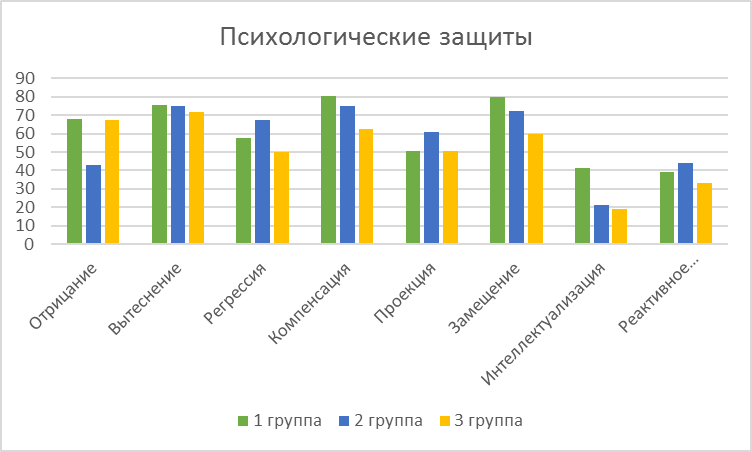 Психологические защиты
90
80
70
60
50
40
30
20
10
0
Отрицание
Вытеснение
Регрессия
Компенсация
Проекция
Замещение
Интеллектуализация
Реактивное...
1 группа 2 группа 3 группа